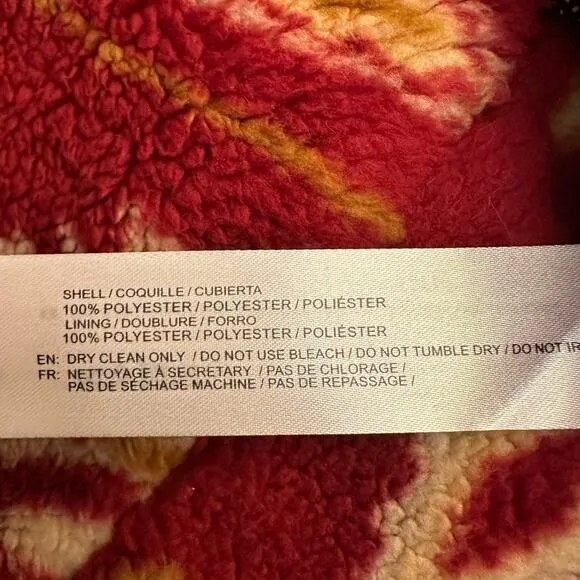 SHELL / COQUILLE / CUBIERTA
100% POLYESTER / POLYESTER / POLIÉSTER
LINING / DOUBLURE / FORRO
100% POLYESTER / POLYESTER / POLIÉSTER
EN: DRY CLEAN ONLY / DO NOT USE BLEACH / DO NOT TUMBLE DRY / DO NOT IR
FR: NETTOYAGE À SECRETARY / PAS DE CHLORAGE /
PAS DE SÉCHAGE MACHINE / PAS DE REPASSAGE /